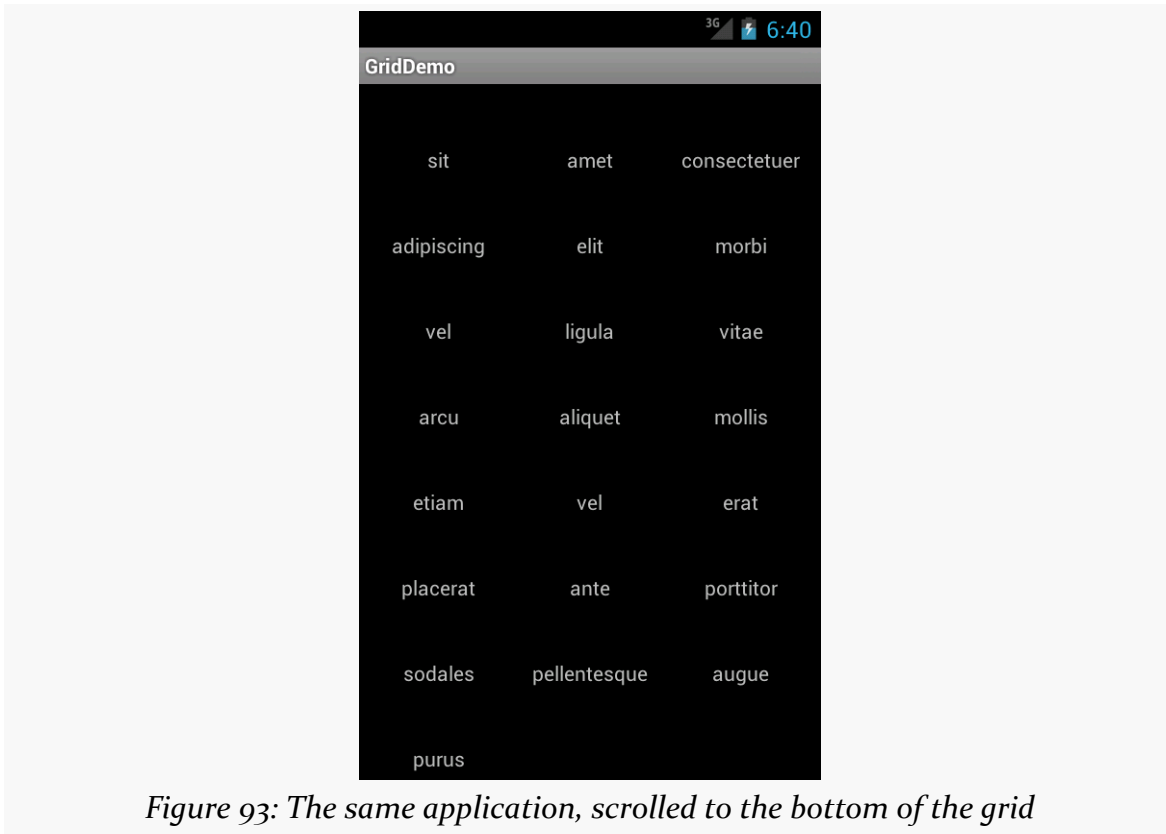 3G 6:40
GridDemo
sit amet consectetuer
adipiscing elit morbi
vel ligula vitae
arcu aliquet mollis
etiam vel erat
placerat ante porttitor
sodales pellentesque augue
purus
Figure 93: The same application, scrolled to the bottom of the grid